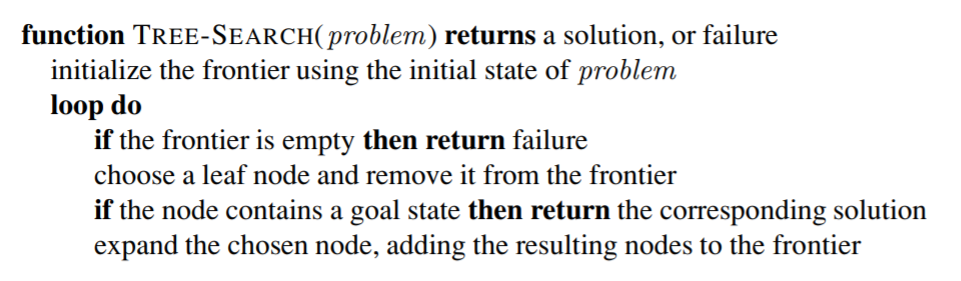 function TREE-SEARCH(problem) returns a solution, or failure
initialize the frontier using the initial state of problem
loop do
if the frontier is empty then return failure
choose a leaf node and remove it from the frontier
if the node contains a goal state then return the corresponding solution
expand the chosen node, adding the resulting nodes to the frontier